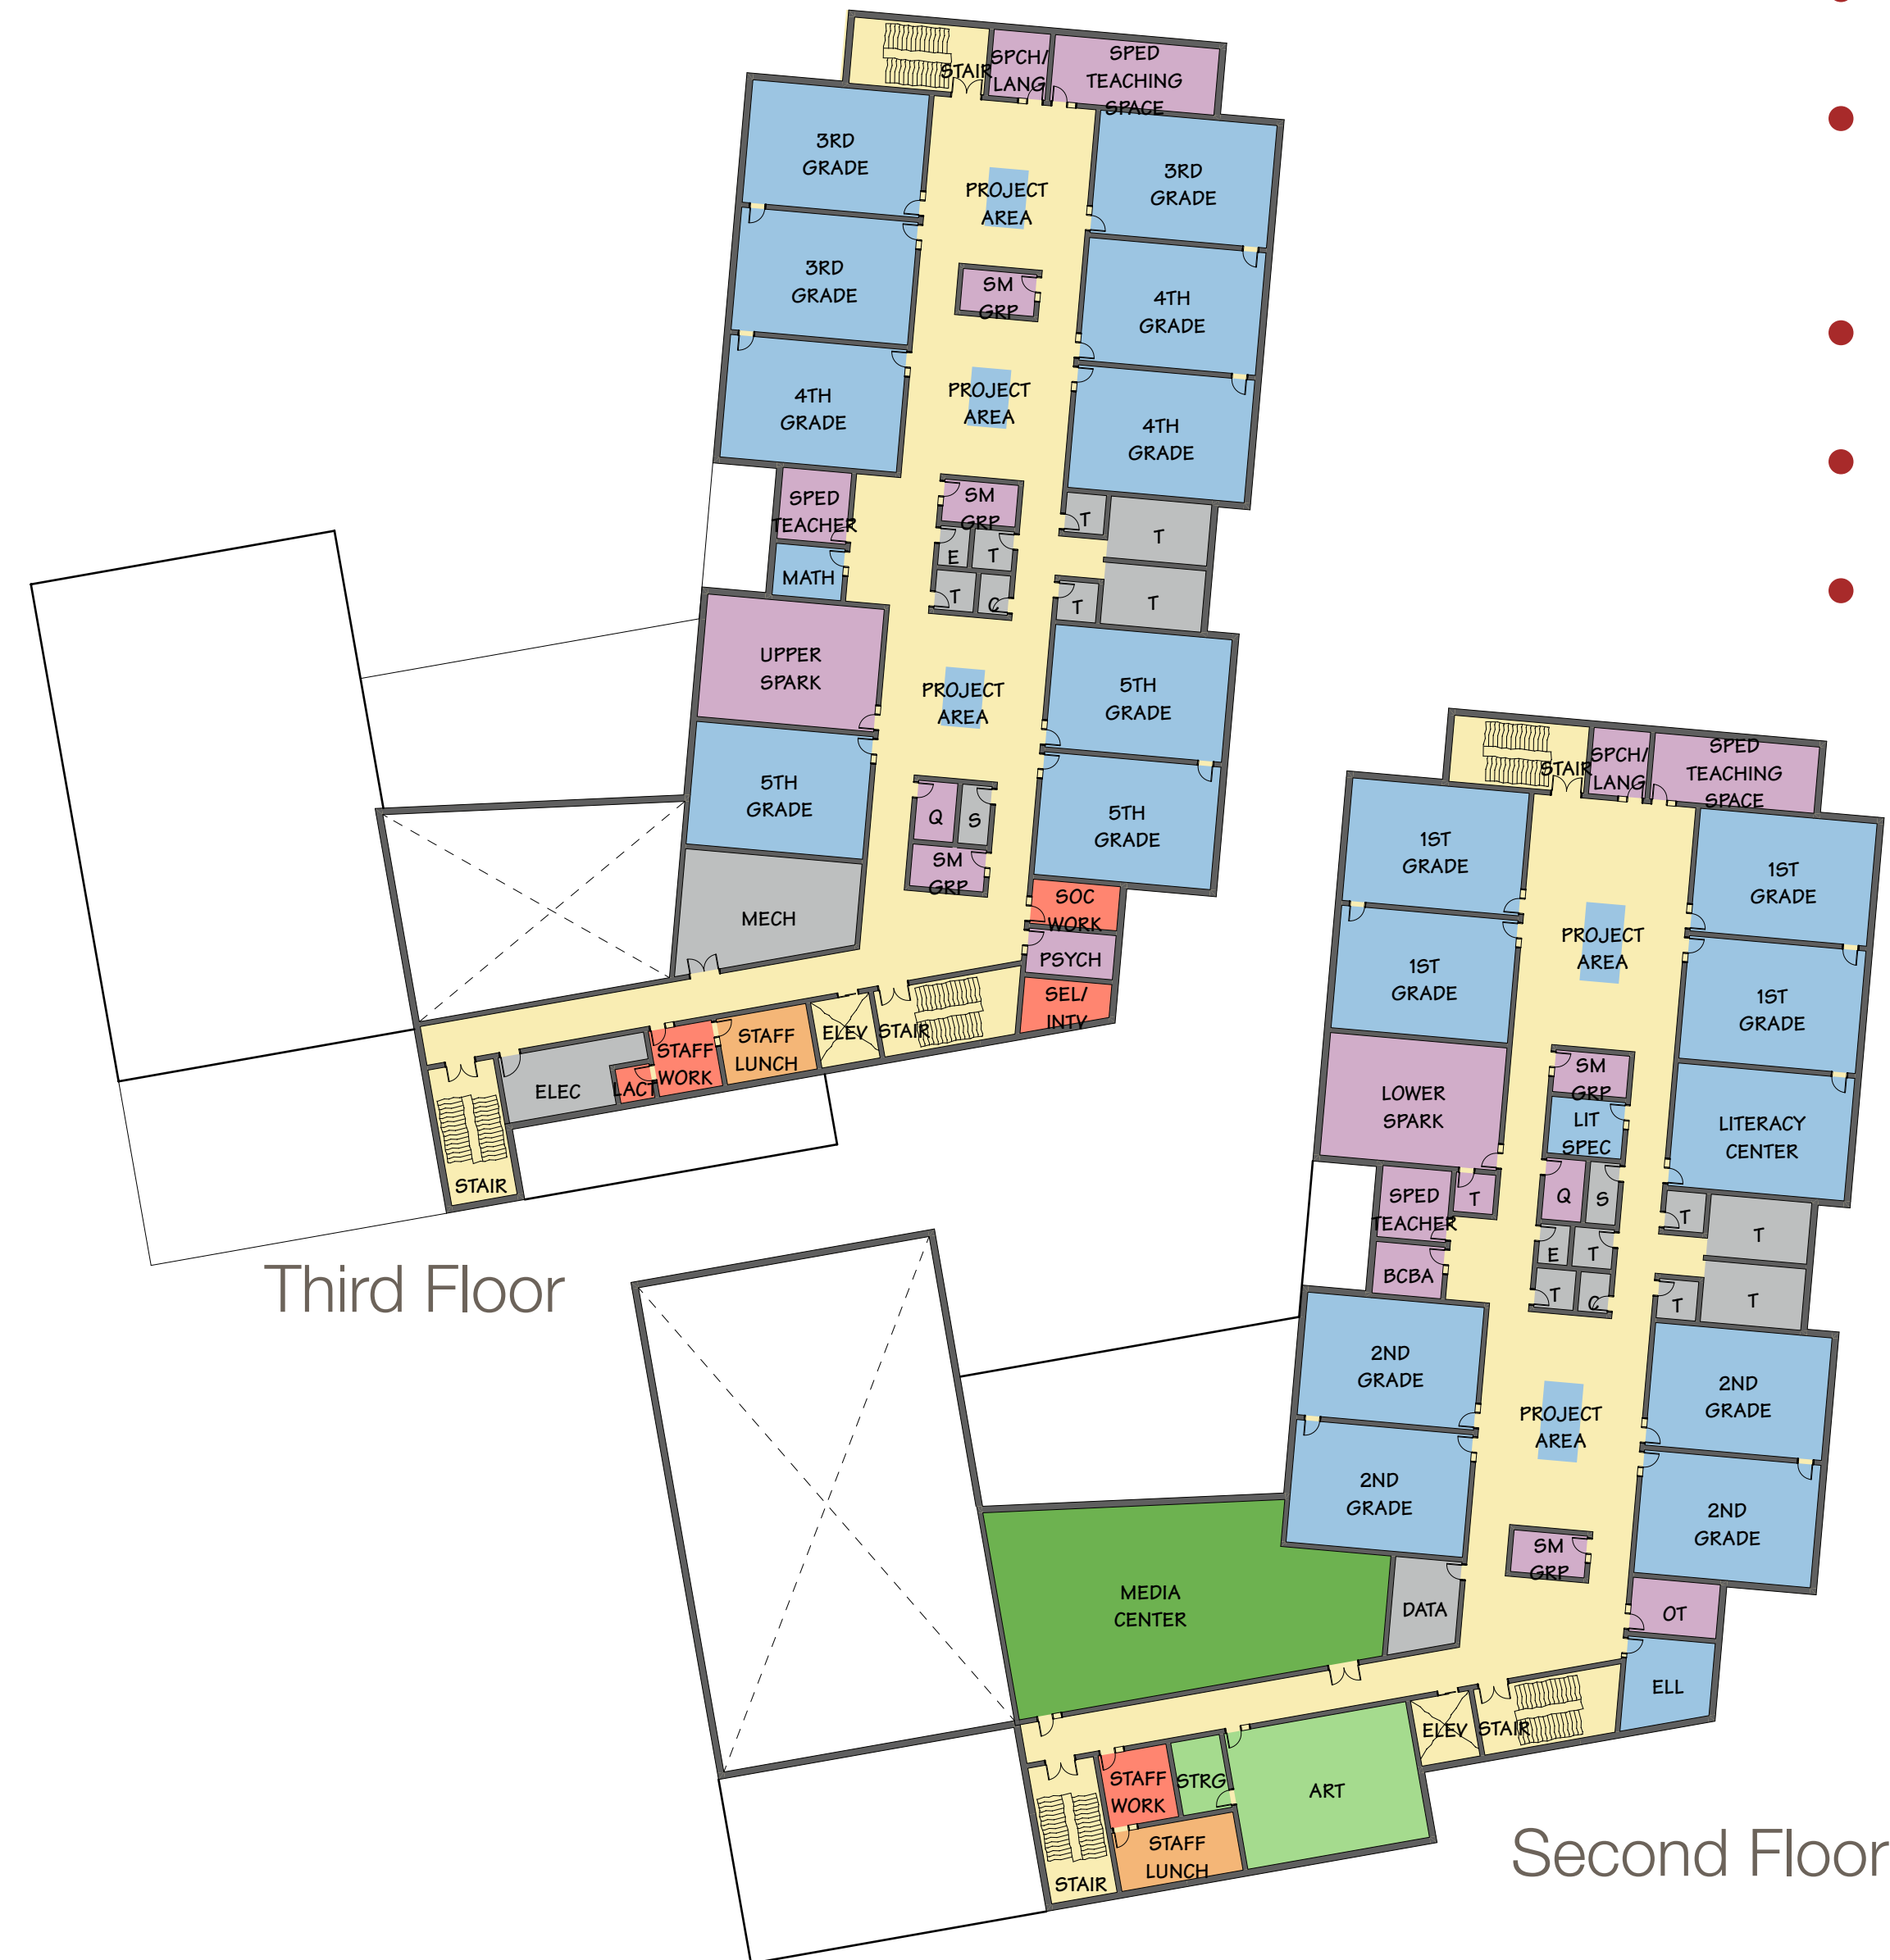 STAIR
SPCH/
LANG
SPED
TEACHING
SPACE
3RD
GRADE
3RD
GRADE
PROJECT
AREA
3RD
GRADE
SM
GRP
4TH
GRADE
4TH
GRADE
PROJECT
AREA
4TH
GRADE
SPED
TEACHER
SM
GRP
T
T
E
T
MATH
T
C
T
T
UPPER
SPARK
PROJECT
AREA
5TH
GRADE
5TH
GRADE
Q
S
5TH
GRADE
SM
GRP
MECH
SOC
WORK
PSYCH
SEL/
INTV
ELEV
STAIR
STAFF
LUNCH
STAFF
WORK
LACT
ELEC
STAIR
Third Floor
STAIR
SPCH/
LANG
SPED
TEACHING
SPACE
1ST
GRADE
1ST
GRADE
PROJECT
AREA
1ST
GRADE
1ST
GRADE
LOWER
SPARK
SM
GRP
LIT
SPEC
LITERACY
CENTER
SPED
TEACHER
T
Q
S
T
T
BCBA
E
T
T
C
T
T
2ND
GRADE
PROJECT
AREA
2ND
GRADE
2ND
GRADE
2ND
GRADE
SM
GRP
MEDIA
CENTER
DATA
OT
ELL
ELEV
STAIR
STAFF
WORK
STRG
ART
STAFF
LUNCH
STAIR
Second Floor